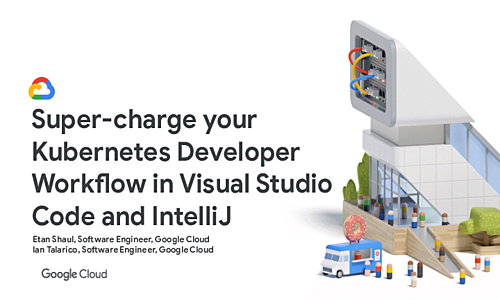 Super-charge your
Kubernetes Developer
Workflow in Visual Studio
Code and IntelliJ
Etan Shaul, Software Engineer, Google Cloud
Ian Talarico, Software Engineer, Google Cloud
Google Cloud